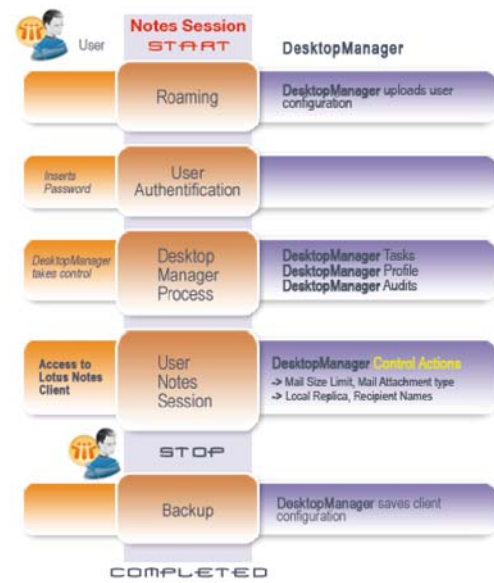 Notes Session
User START DesktopManager
Roaming
DesktopManager uploads user
configuration
Inserts
Password
User
Authentification
DesktopManager
takes control
Desktop
Manager
Process
DesktopManager Tasks
DesktopManager Profile
DesktopManager Audits
Access to
Lotus Notes
Client
User
Notes
Session
DesktopManager Control Actions
-> Mail Size Limit, Mail Attachment type
-> Local Replica, Recipient Names
STOP
Backup
DesktopManager saves client
configuration
COMPLETED